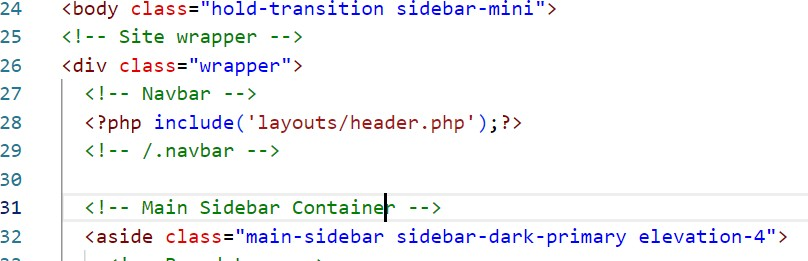 24 <body class="hold-transition sidebar-mini">
25 <!-- Site wrapper -->
26 <div class="wrapper">
27 <!-- Navbar -->
28 <?php include('layouts/header.php');?>
29 <!-- /.navbar -->
30
31 <!-- Main Sidebar Container -->
32 <aside class="main-sidebar sidebar-dark-primary elevation-4">